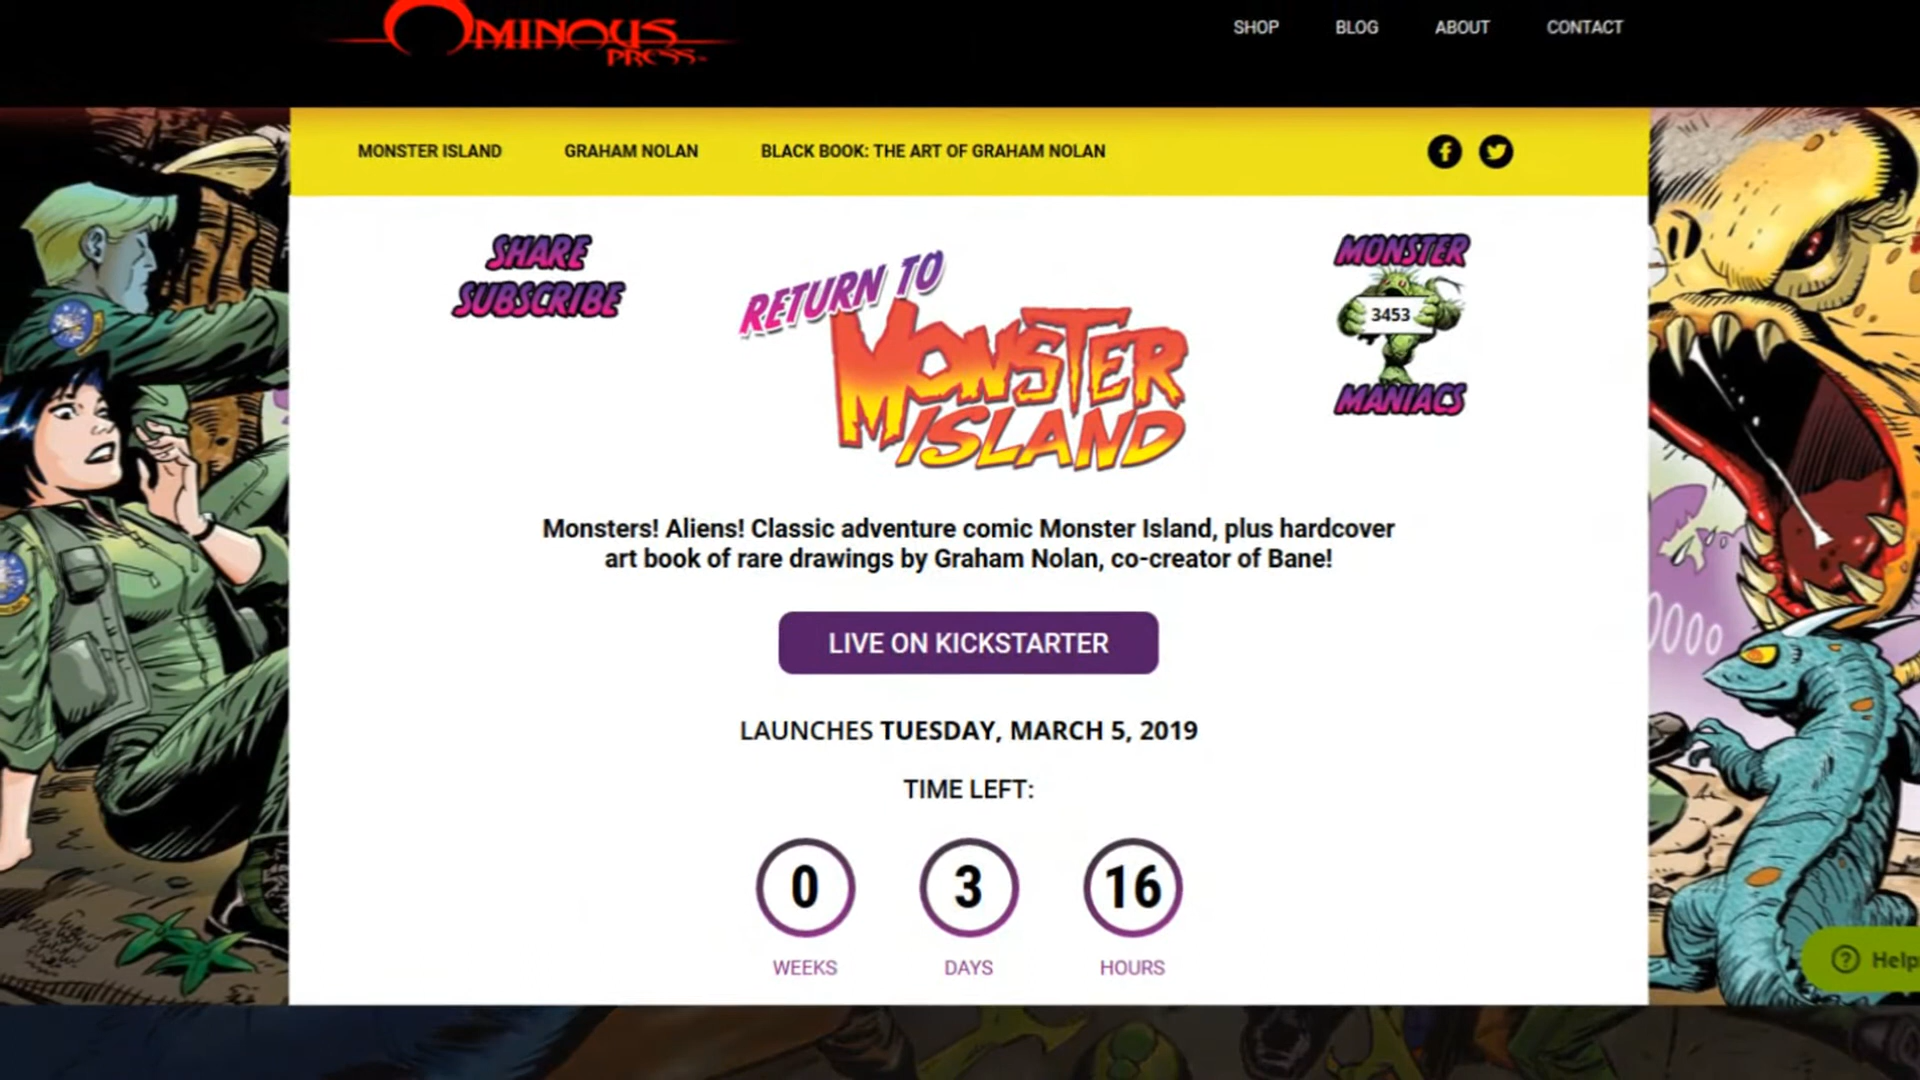 OMINOUS
PRESS
SHOP BLOG ABOUT CONTACT
MONSTER ISLAND GRAHAM NOLAN BLACK BOOK: THE ART OF GRAHAM NOLAN
SHARE
SUBSCRIBE
RETURN TO
MONSTER
ISLAND
MONSTER
3453
MANIACS
Monsters! Aliens! Classic adventure comic Monster Island, plus hardcover
art book of rare drawings by Graham Nolan, co-creator of Bane!
LIVE ON KICKSTARTER
LAUNCHES TUESDAY, MARCH 5, 2019
TIME LEFT:
0 3 16
WEEKS DAYS HOURS
Help